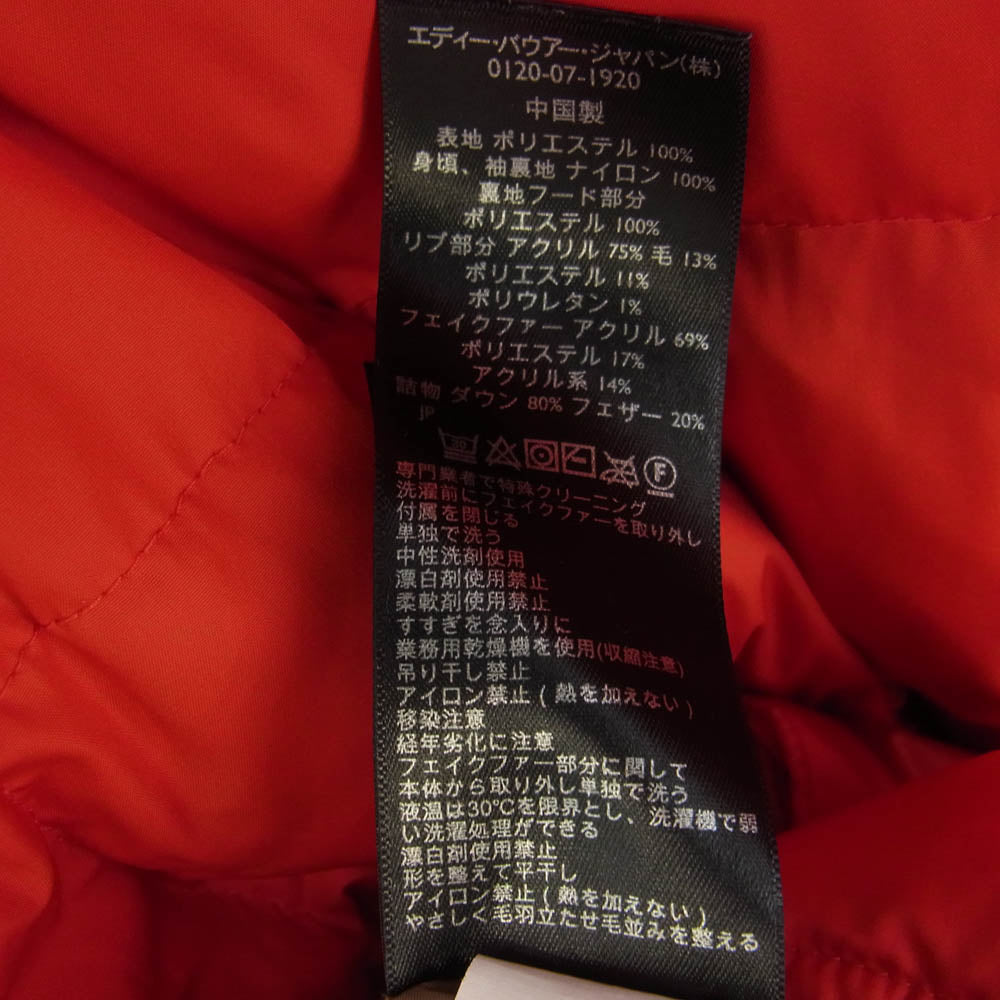 エディー・バウアー・ジャパン(株)
0120-07-1920
中国製
表地 ポリエステル 100%
身頃、袖裏地 ナイロン 100%
裏地フード部分
ポリエステル 100%
リブ部分 アクリル 75% 毛 13%
ポリエステル 11%
ポリウレタン 1%
フェイクファー アクリル 69%
ポリエステル 17%
アクリル系 14%
詰物 ダウン 80% フェザー 20%
JP
30 F
専門業者で特殊クリーニング
洗濯前にフェイクファーを取り外し
付属を閉じる
単独で洗う
中性洗剤使用
漂白剤使用禁止
柔軟剤使用禁止
すすぎを念入りに
業務用乾燥機を使用(収縮注意)
吊り干し禁止
アイロン禁止 ( 熱を加えない )
移染注意
経年劣化に注意
フェイクファー部分に関して
本体から取り外し単独で洗う
液温は30℃を限界とし、洗濯機で弱
い洗濯処理ができる
漂白剤使用禁止
形を整えて平干し
アイロン禁止 ( 熱を加えない )
やさしく毛羽立たせ毛並みを整える